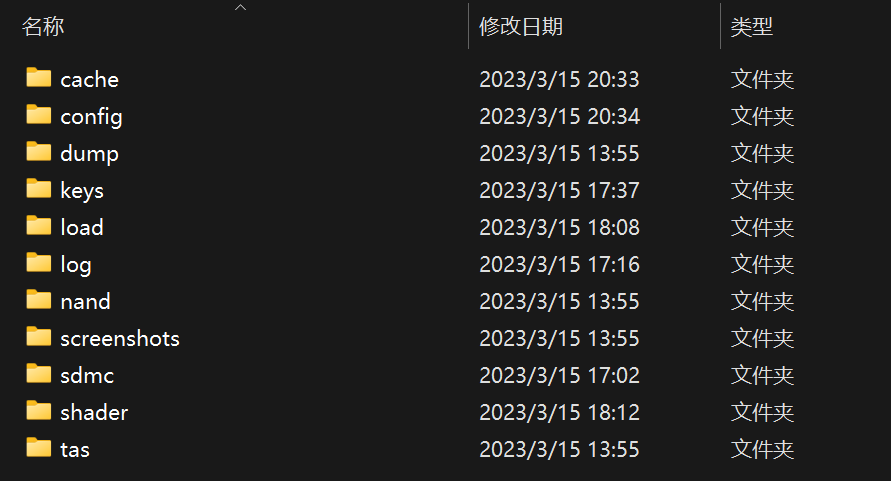 名称 修改日期 类型
cache 2023/3/15 20:33 文件夹
config 2023/3/15 20:34 文件夹
dump 2023/3/15 13:55 文件夹
keys 2023/3/15 17:37 文件夹
load 2023/3/15 18:08 文件夹
log 2023/3/15 17:16 文件夹
nand 2023/3/15 13:55 文件夹
screenshots 2023/3/15 13:55 文件夹
sdmc 2023/3/15 17:02 文件夹
shader 2023/3/15 18:12 文件夹
tas 2023/3/15 13:55 文件夹